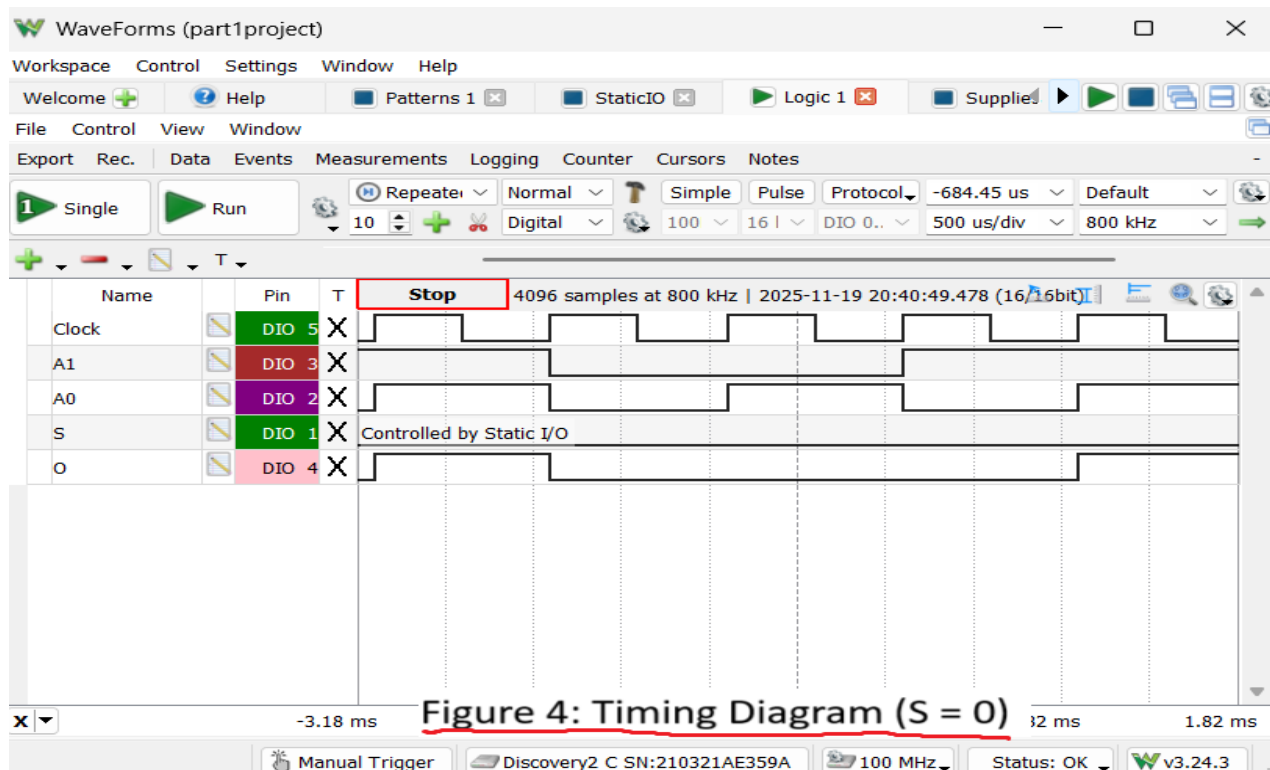 WaveForms (part1project)
Workspace Control Settings Window Help
Welcome Help Patterns 1 StaticIO Logic 1 Supplies
File Control View Window
Export Rec. Data Events Measurements Logging Counter Cursors Notes -
1 Single Run Repeate Normal Simple Pulse Protocol -684.45 us Default
10 Digital 100 16 DIO 0.. 500 us/div 800 kHz
T
Name Pin T Stop 4096 samples at 800 kHz | 2025-11-19 20:40:49.478 (16/16bit)
Clock DIO 5 X
A1 DIO 3 X
A0 DIO 2 X
S DIO 1 X Controlled by Static I/O
O DIO 4 X
X -3.18 ms Figure 4: Timing Diagram (S = 0) 32 ms 1.82 ms
Manual Trigger Discovery2 C SN:210321AE359A 100 MHz Status: OK v3.24.3